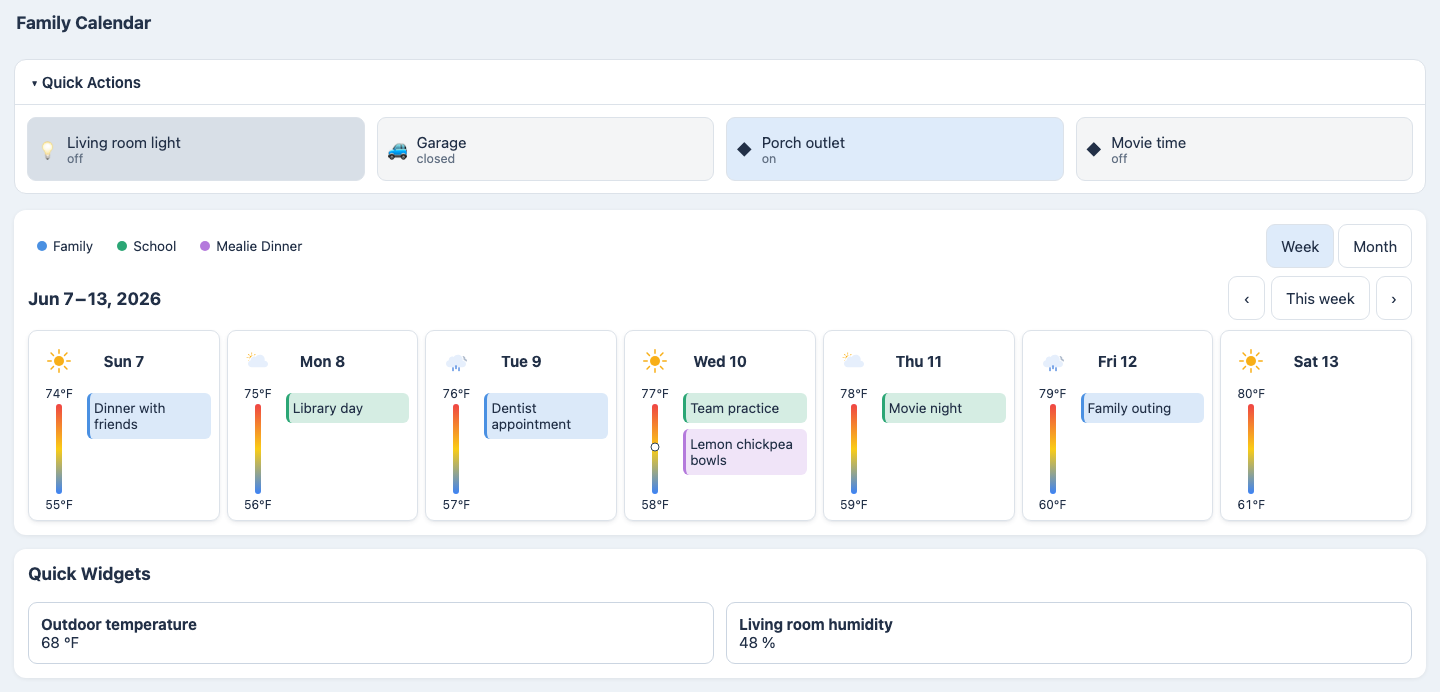 Family Calendar
▾ Quick Actions
Living room light
off
Garage
closed
Porch outlet
on
Movie time
off
Family
School
Mealie Dinner
Week
Month
Jun 7–13, 2026
‹
This week
›
Sun 7
74°F
Dinner with
friends
55°F
Mon 8
75°F
Library day
56°F
Tue 9
76°F
Dentist
appointment
57°F
Wed 10
77°F
Team practice
Lemon chickpea
bowls
58°F
Thu 11
78°F
Movie night
59°F
Fri 12
79°F
Family outing
60°F
Sat 13
80°F
61°F
Quick Widgets
Outdoor temperature
68 °F
Living room humidity
48 %